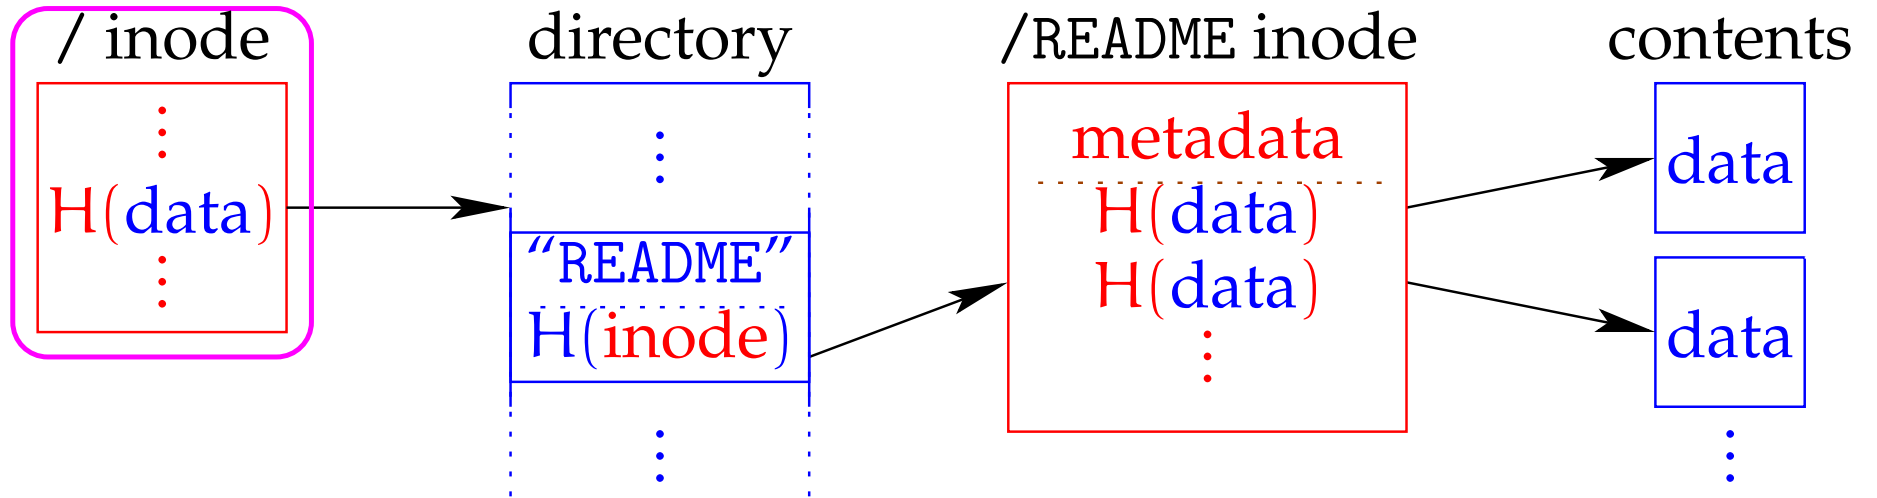 / inode
⋮
H(data)
⋮
directory
⋮
“README”
H(inode)
⋮
/README inode
metadata
H(data)
H(data)
⋮
contents
data
data
⋮